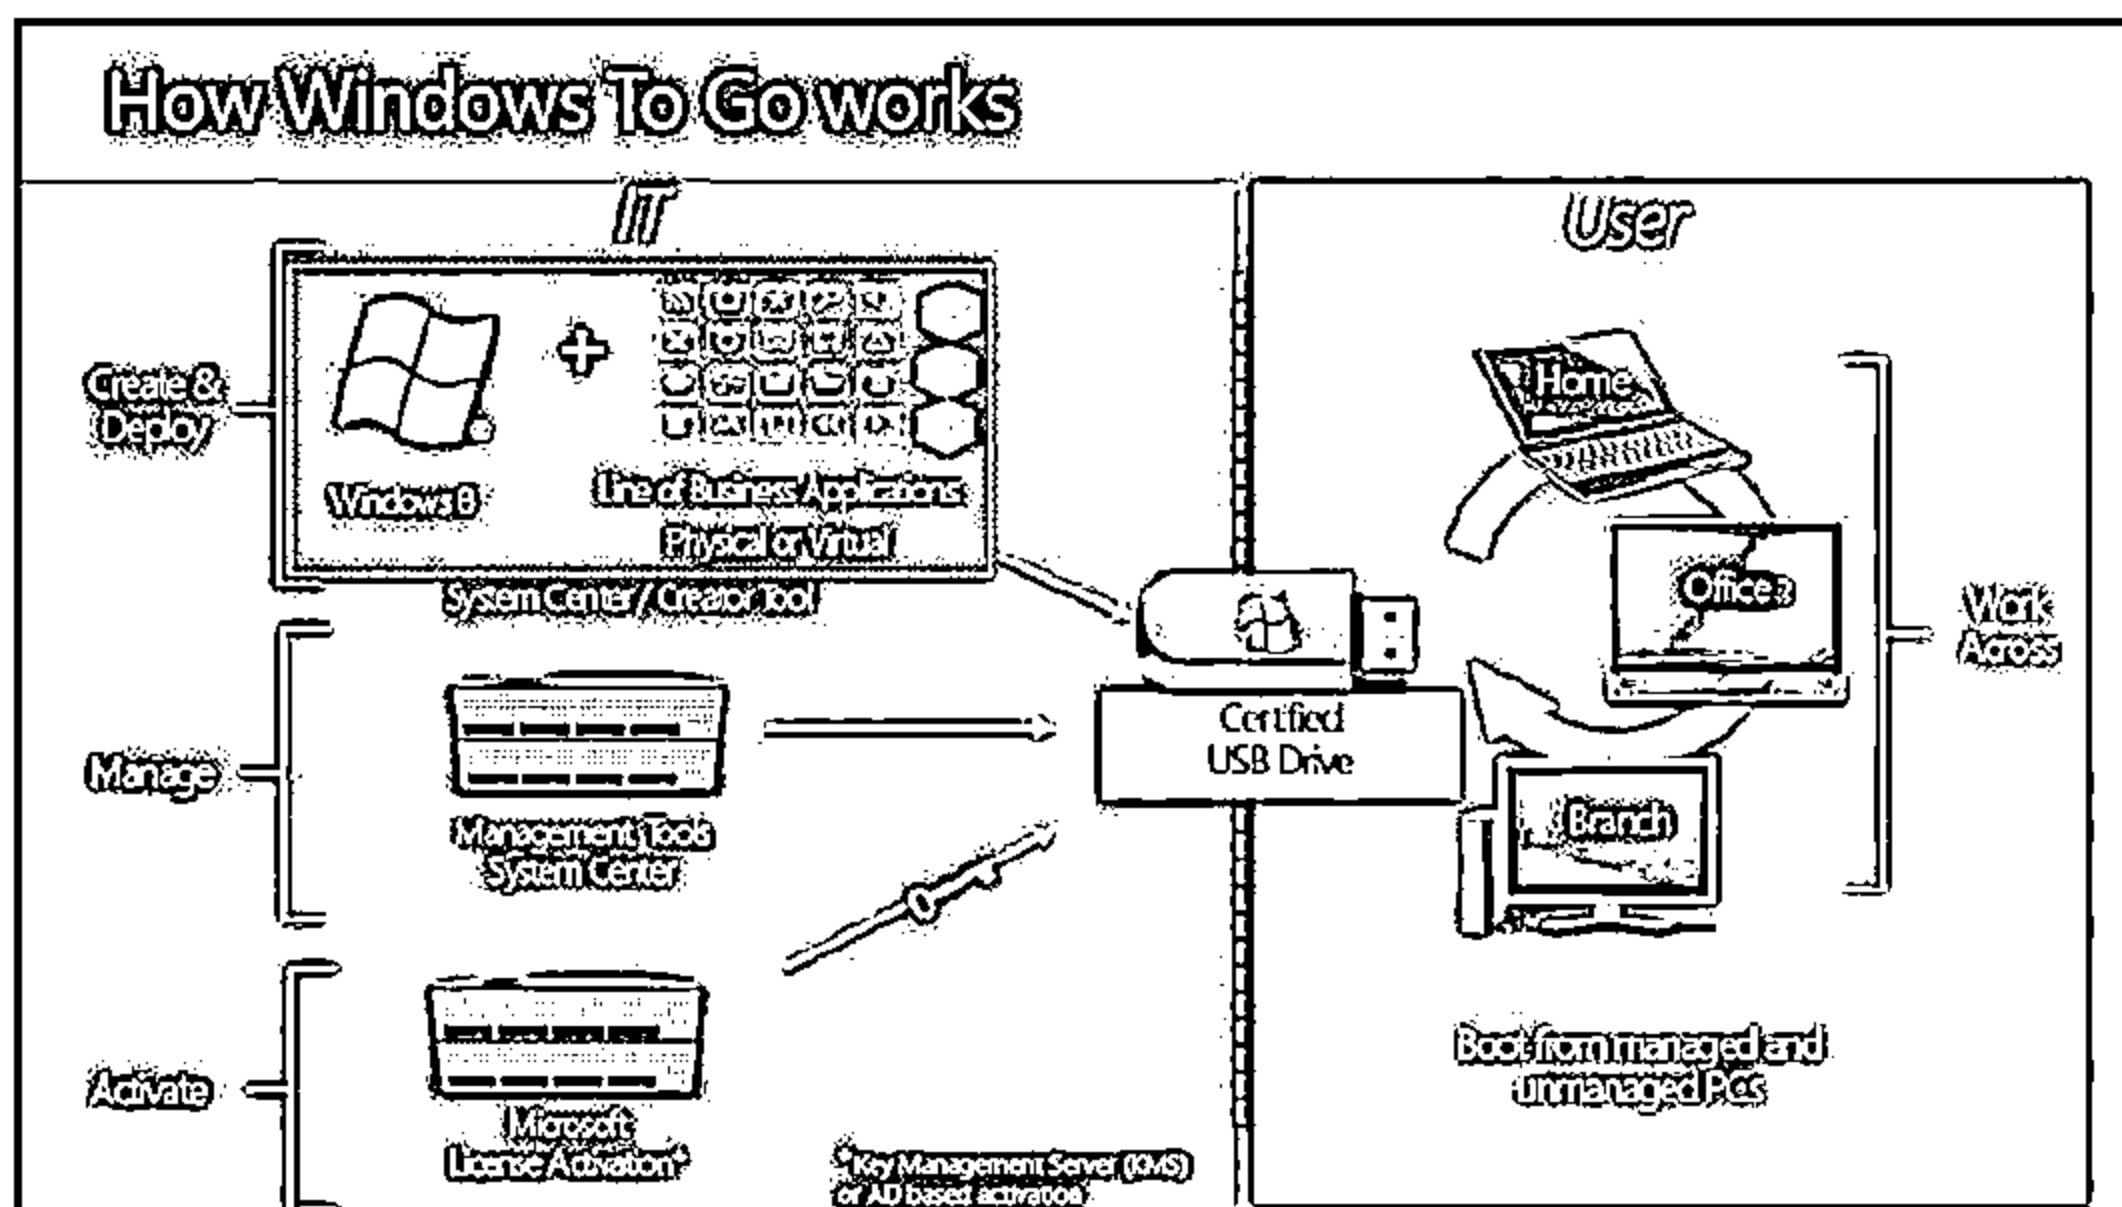 How Windows To Go works
IT
User
Create &
Deploy
Windows 8
Line of Business Applications
Physical or Virtual
System Center / Creator Tool
Home
Office
Work
Across
Certified
USB Drive
Manage
Management Tools
System Center
Branch
Activate
Microsoft
License Activation*
*Key Management Server (KMS)
or AD based activation
Boot from managed and
unmanaged PCs